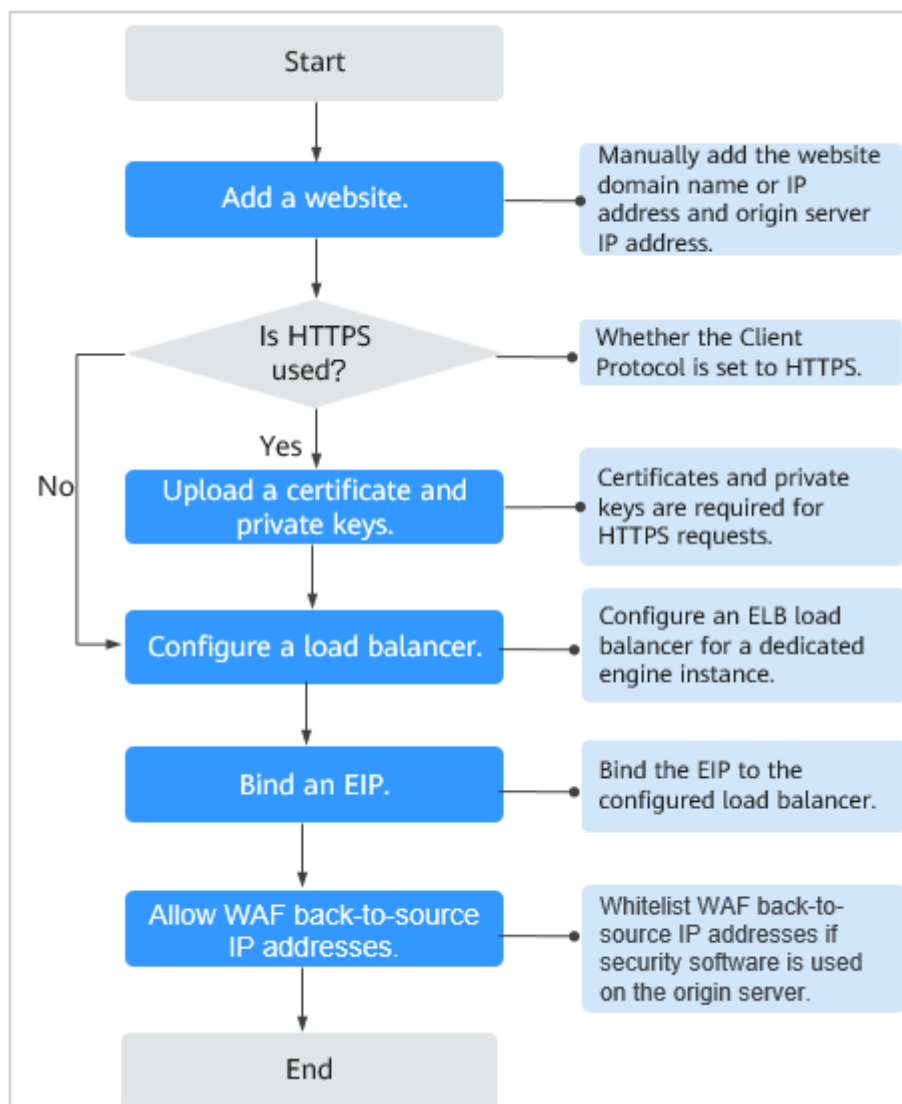 Start
Add a website.
Manually add the website
domain name or IP
address and origin server
IP address.
Is HTTPS
used?
Whether the Client
Protocol is set to HTTPS.
Yes
No
Upload a certificate and
private keys.
Certificates and private
keys are required for
HTTPS requests.
Configure a load balancer.
Configure an ELB load
balancer for a dedicated
engine instance.
Bind an EIP.
Bind the EIP to the
configured load balancer.
Allow WAF back-to-source
IP addresses.
Whitelist WAF back-to-
source IP addresses if
security software is used
on the origin server.
End